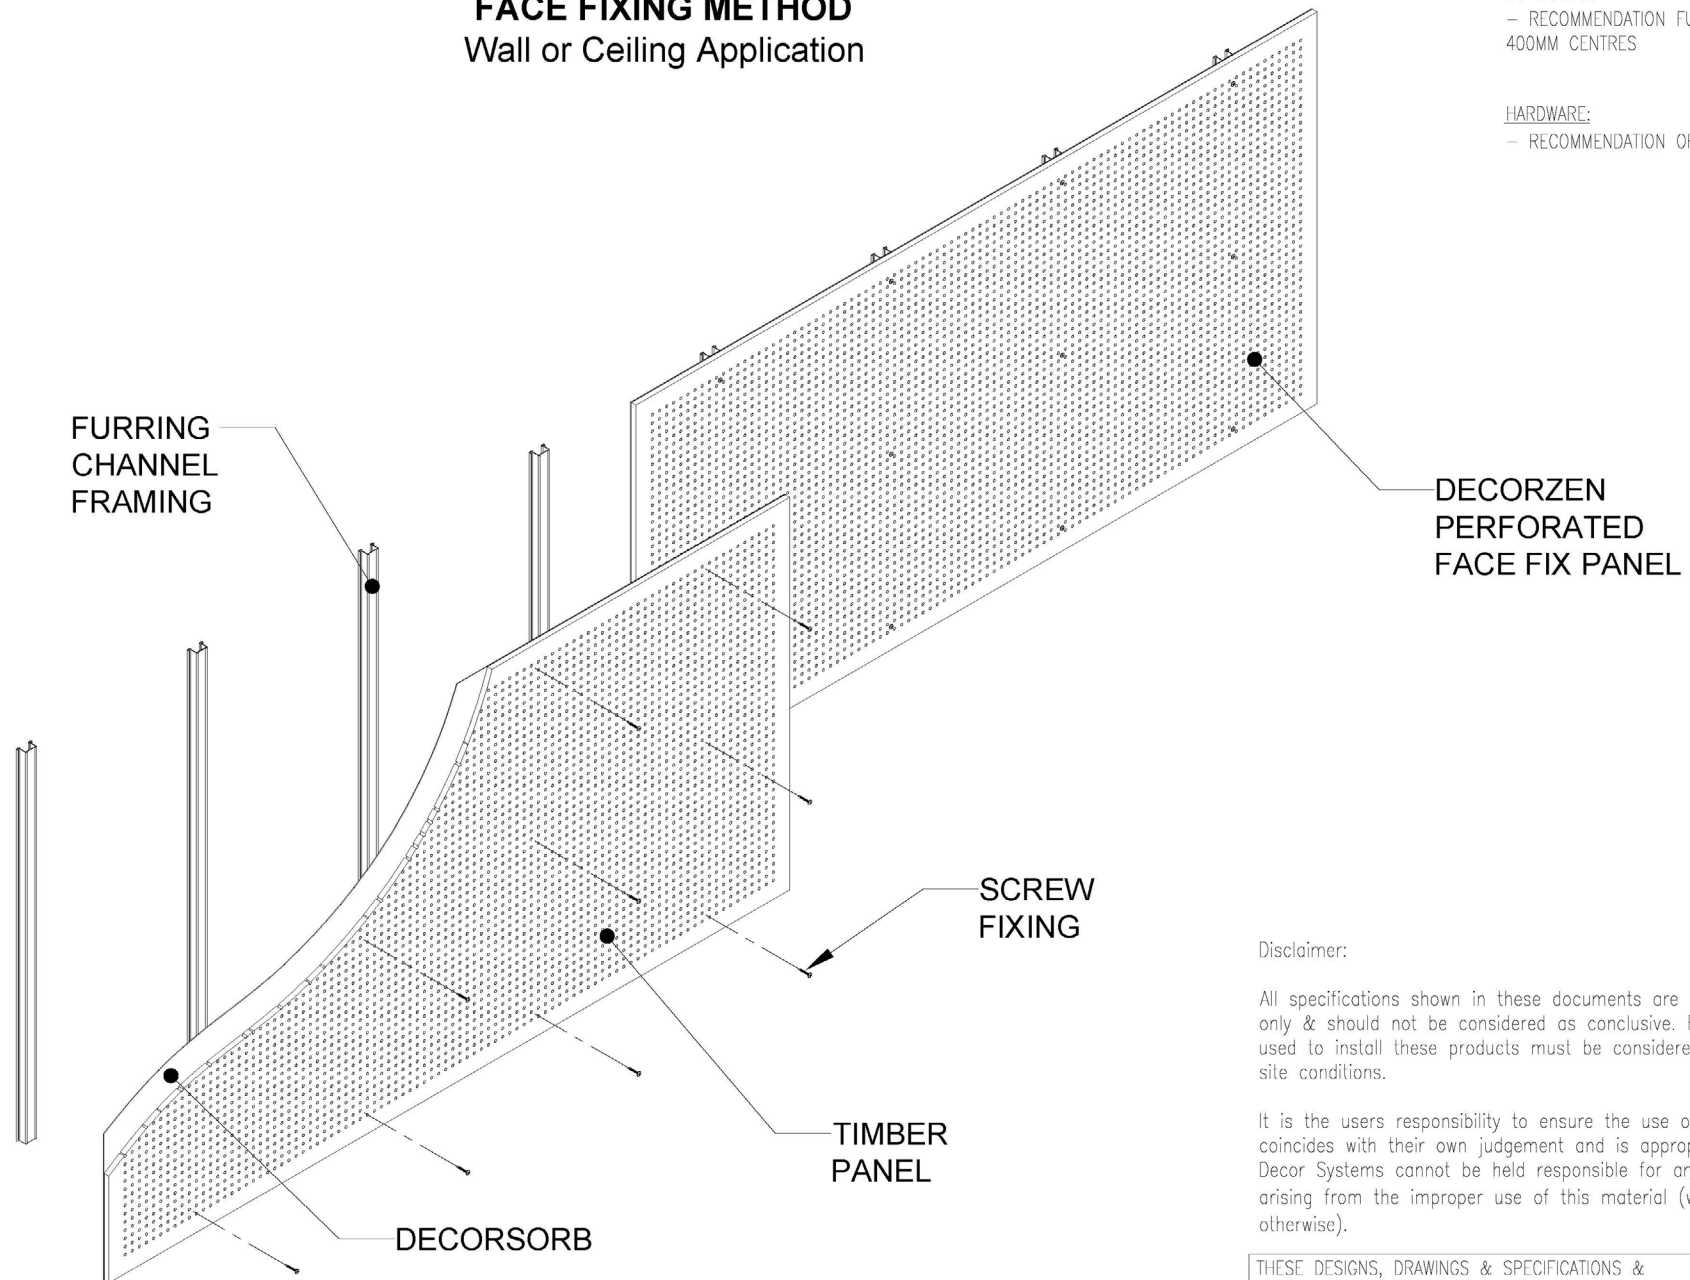 FACE FIXING METHOD
Wall or Ceiling Application
– RECOMMENDATION
400MM CENTRES
HARDWARE:
– RECOMMENDATION
FURRING
CHANNEL
FRAMING
DECORZEN
PERFORATED
FACE FIX PANEL
SCREW
FIXING
TIMBER
PANEL
DECORSORB
Disclaimer:
All specifications shown in these documents are
only & should not be considered as conclusive.
used to install these products must be
site conditions.
It is the users responsibility to ensure the use
coincides with their own judgement and is
Decor Systems cannot be held responsible for
arising from the improper use of this material
otherwise).
THESE DESIGNS, DRAWINGS & SPECIFICATIONS &